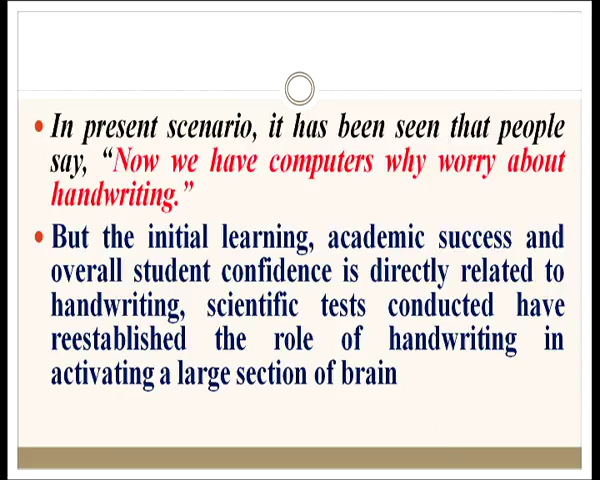 In present scenario, it has been seen that people
say, “Now we have computers why worry about
handwriting.”
But the initial learning, academic success and
overall student confidence is directly related to
handwriting, scientific tests conducted have
reestablished the role of handwriting in
activating a large section of brain